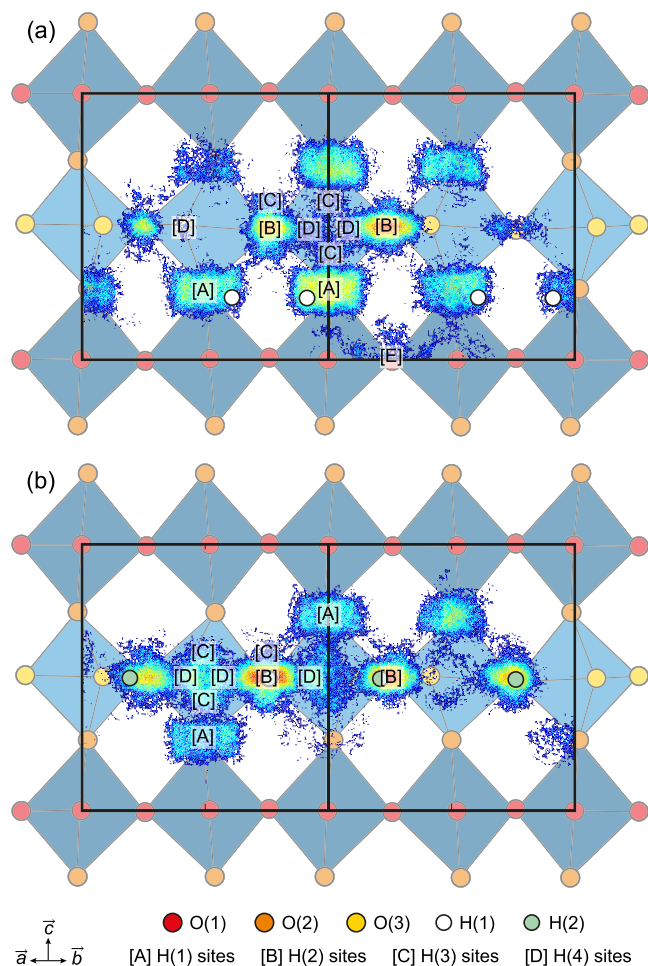 (a)
[C] [C]
[D] [B] [D] [D] [B]
[C]
[A] [A]
[E]
(b)
[A]
[C] [C]
[D] [D] [B] [D] [B]
[C]
[A]
O(1) O(2) O(3) H(1) H(2)
c
a b
[A] H(1) sites [B] H(2) sites [C] H(3) sites [D] H(4) sites